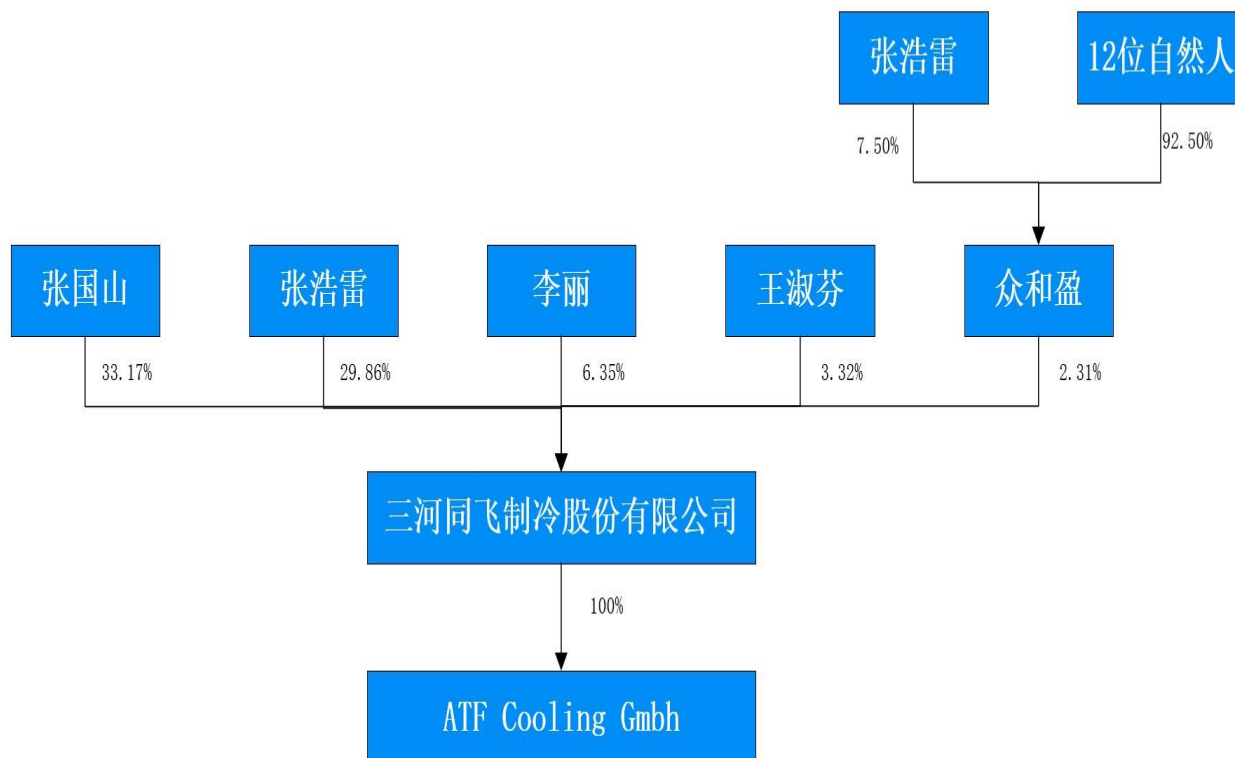 张浩雷
12位自然人
7.50%
92.50%
张国山
张浩雷
李丽
王淑芬
众和盈
33.17%
29.86%
6.35%
3.32%
2.31%
三河同飞制冷股份有限公司
100%
ATF Cooling Gmbh